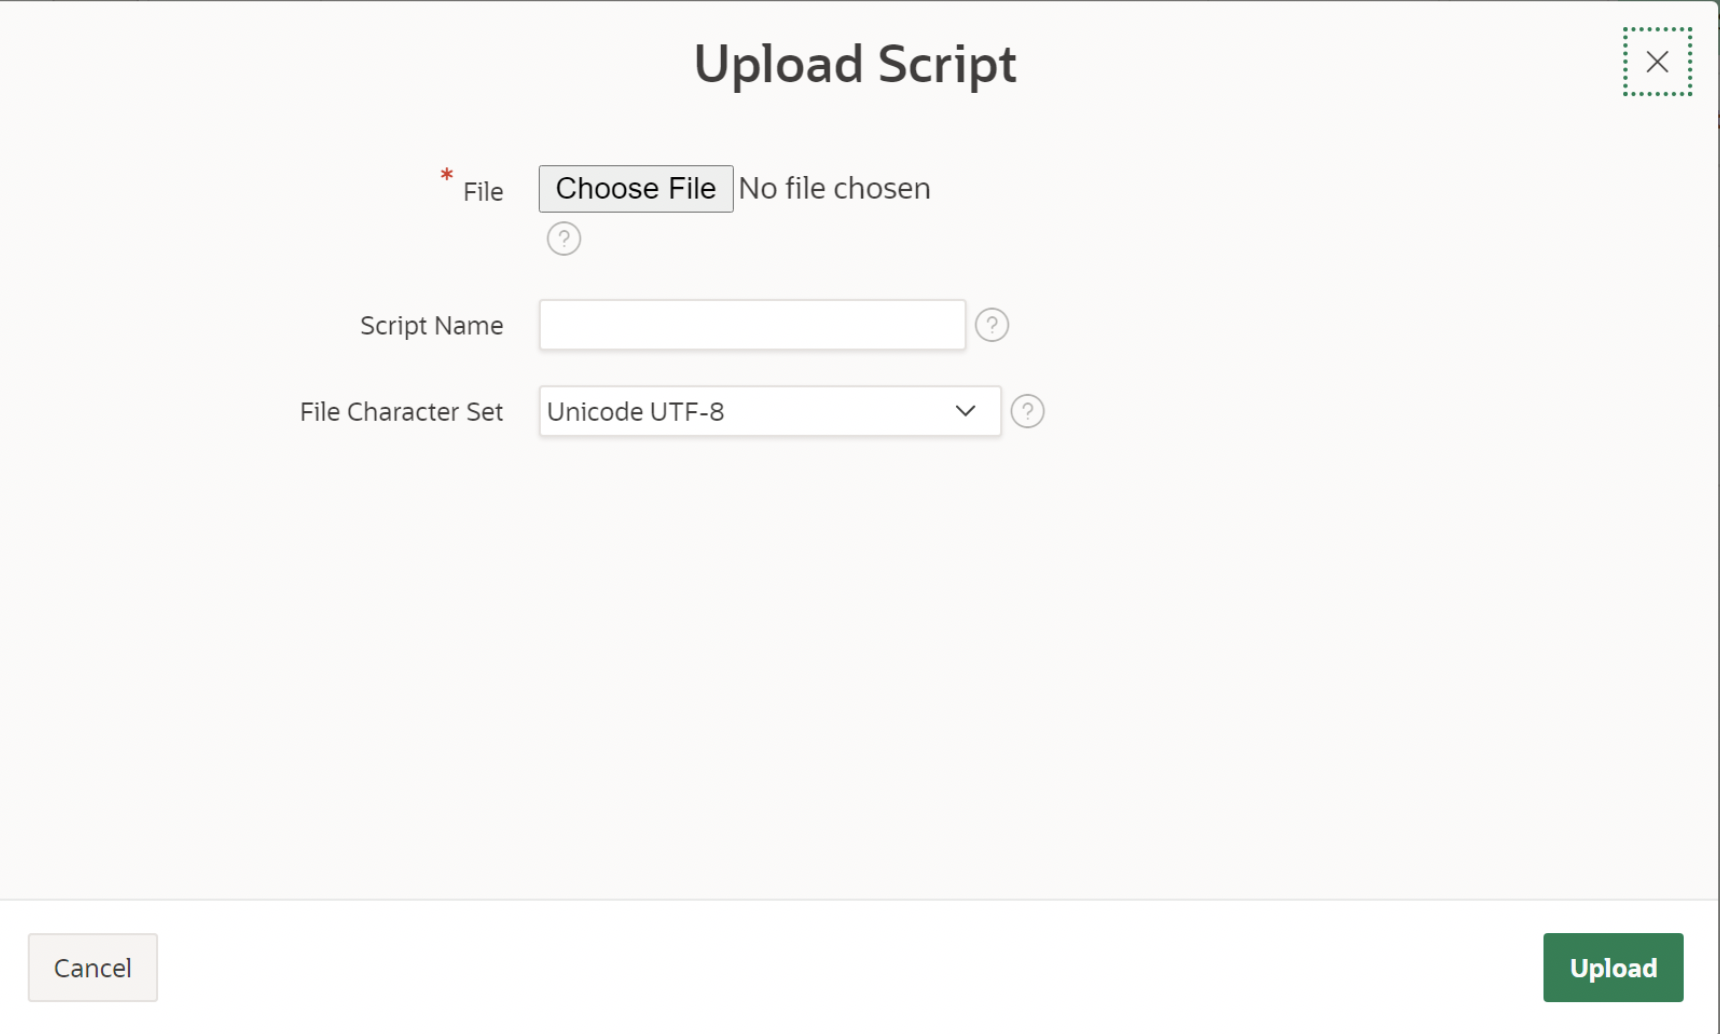 Upload Script
* File Choose File No file chosen
?
Script Name ?
File Character Set Unicode UTF-8 ?
Cancel Upload